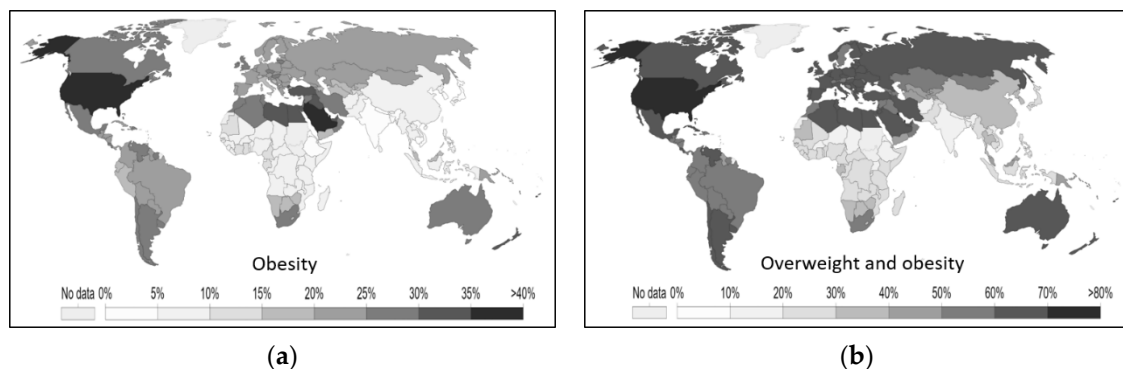 Obesity
No data 0% 5% 10% 15% 20% 25% 30% 35% >40%
(a)
Overweight and obesity
No data 0% 10% 20% 30% 40% 50% 60% 70% >80%
(b)